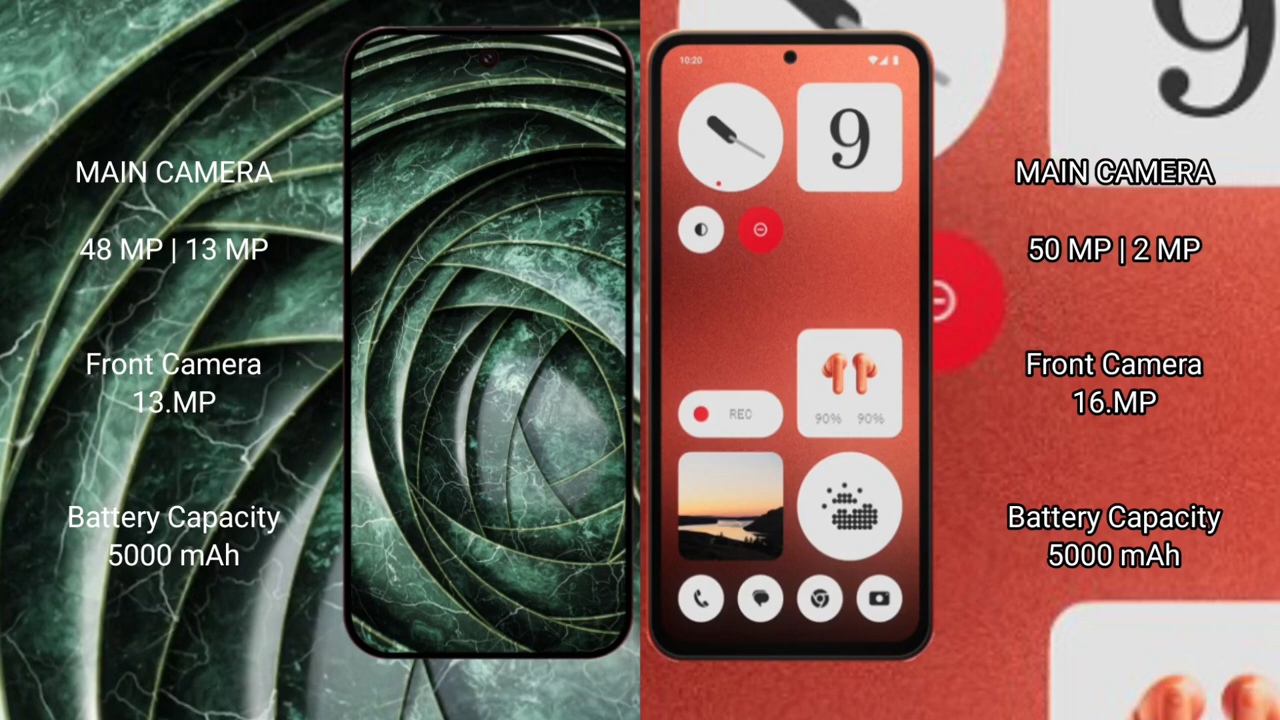 MAIN CAMERA
48 MP | 13 MP
Front Camera
13.MP
Battery Capacity
5000 mAh
10:20
9
REC
90% 90%
9
MAIN CAMERA
50 MP | 2 MP
Front Camera
16.MP
Battery Capacity
5000 mAh